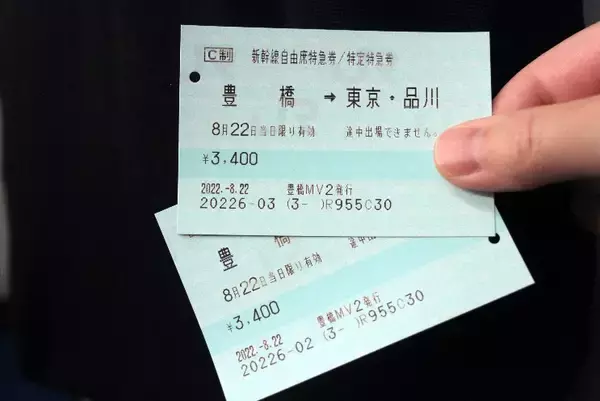 C制 新幹線自由席特急券/特定特急券
豊 橋 → 東京・品川
8月22日当日限り有効 途中出場できません。
¥3,400
2022.-8.22 豊橋MV2発行
20226-03 (3- )R955C30
豊 橋
8月22日当日限り有効 途中出
¥3,400
2022.-8.22 豊橋MV2発行
20226-02 (3- )R955C30